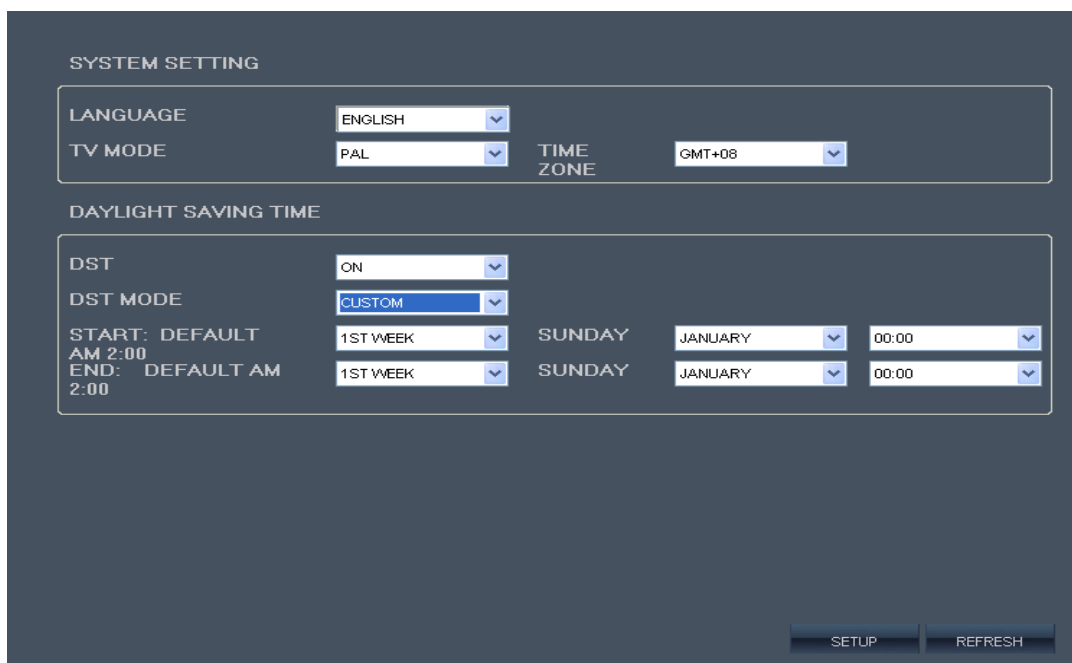 SYSTEM SETTING
LANGUAGE ENGLISH
TV MODE PAL TIME ZONE GMT+08
DAYLIGHT SAVING TIME
DST ON
DST MODE CUSTOM
START: DEFAULT AM 2:00 1ST WEEK SUNDAY JANUARY 00:00
END: DEFAULT AM 2:00 1ST WEEK SUNDAY JANUARY 00:00
SETUP REFRESH